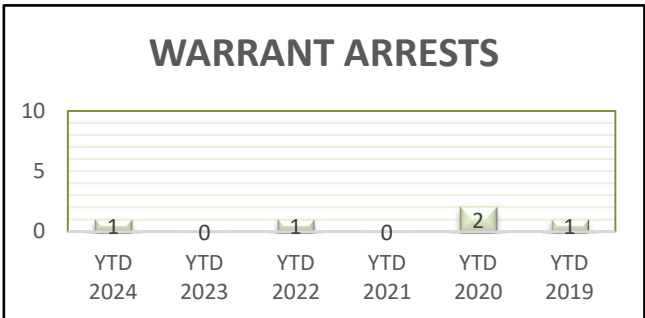 WARRANT ARRESTS
10
5
0
1 0 1 0 2 1
YTD YTD YTD YTD YTD YTD
2024 2023 2022 2021 2020 2019